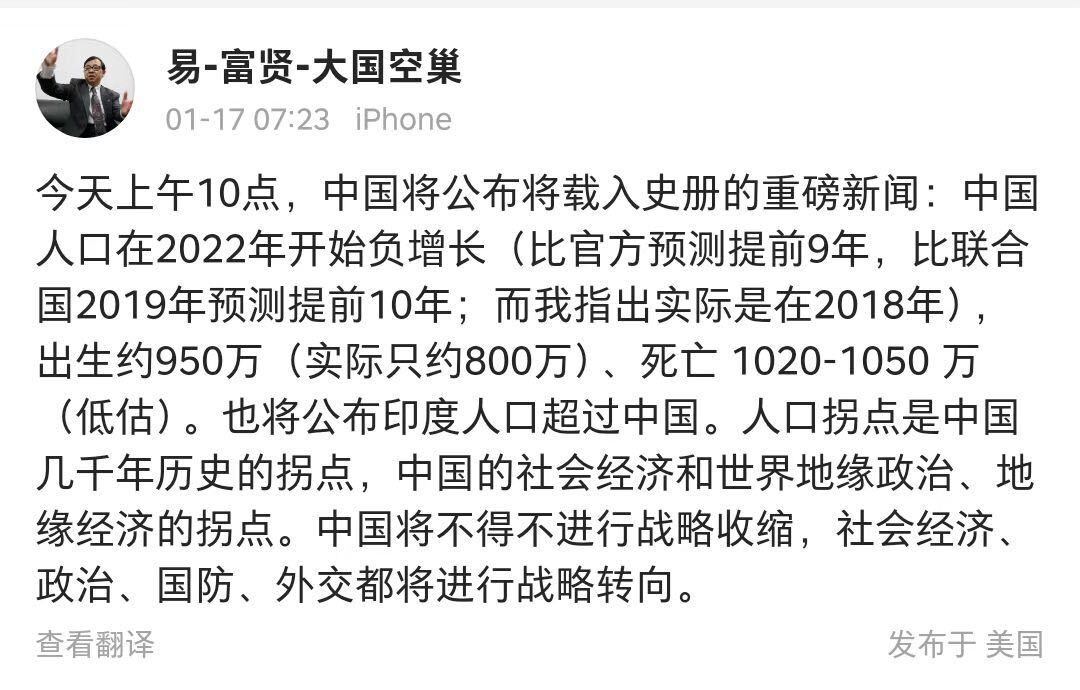 易-富贤-大国空巢
01-17 07:23 iPhone
今天上午10点，中国将公布将载入史册的重磅新闻：中国
人口在2022年开始负增长（比官方预测提前9年，比联合
国2019年预测提前10年；而我指出实际是在2018年），
出生约950万（实际只约800万）、死亡 1020-1050 万
（低估）。也将公布印度人口超过中国。人口拐点是中国
几千年历史的拐点，中国的社会经济和世界地缘政治、地
缘经济的拐点。中国将不得不进行战略收缩，社会经济、
政治、国防、外交都将进行战略转向。
查看翻译
发布于 美国